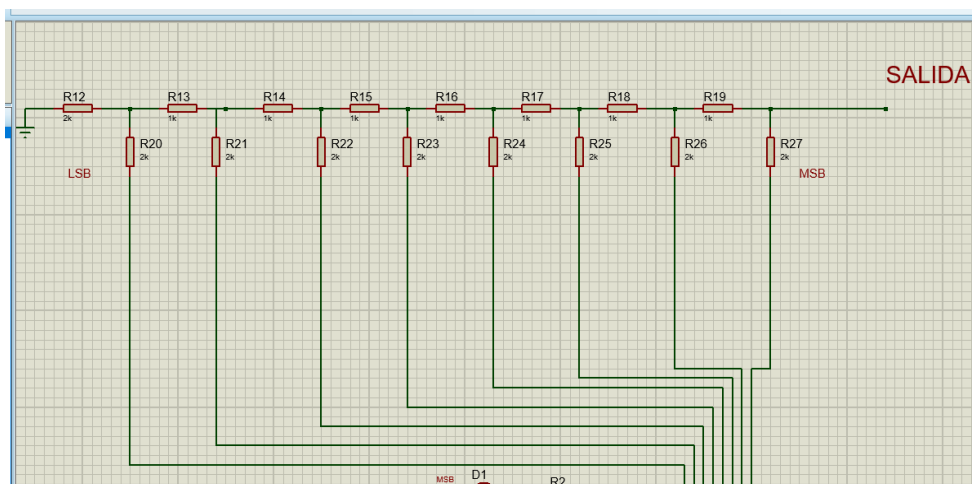 SALIDA
R12
2k
R13
1k
R14
1k
R15
1k
R16
1k
R17
1k
R18
1k
R19
1k
R20
2k
R21
2k
R22
2k
R23
2k
R24
2k
R25
2k
R26
2k
R27
2k
LSB
MSB
MSB
D1
R2